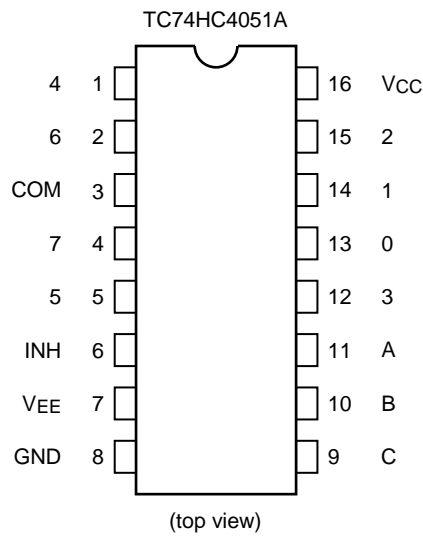 TC74HC4051A
4 1 16 VCC
6 2 15 2
COM 3 14 1
7 4 13 0
5 5 12 3
INH 6 11 A
VEE 7 10 B
GND 8 9 C
(top view)